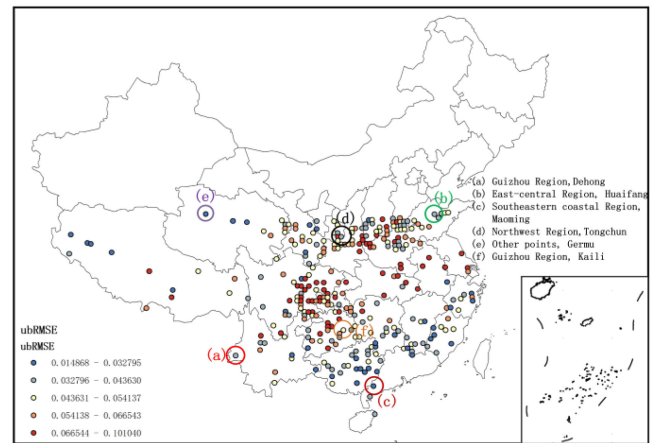 (e)
(b)
(d)
(f)
(a)
(c)
(a) Guizhou Region,Dehong
(b) East-central Region, Huaifang
(c) Southeastern coastal Region,
Maoming
(d) Northwest Region,Tongchun
(e) Other points, Germu
(f) Guizhou Region, Kaili
ubRMSE
ubRMSE
0.014868 - 0.032795
0.032796 - 0.043630
0.043631 - 0.054137
0.054138 - 0.066543
0.066544 - 0.101040